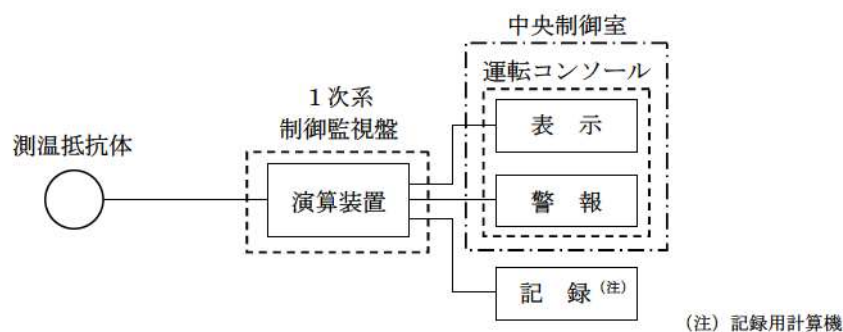 中央制御室
運転コンソール
1次系
制御監視盤
測温抵抗体
表 示
演算装置
警 報
記 録 (注)
(注) 記録用計算機